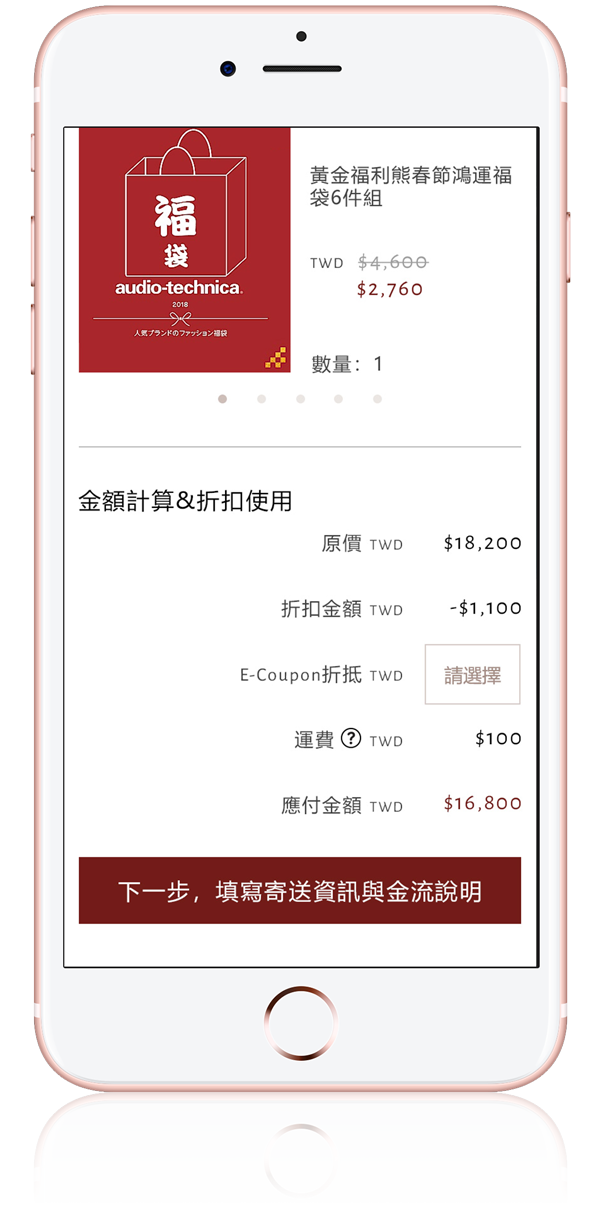 福
袋
audio-technica.
2018
人気ブランドのファッション福袋
黃金福利熊春節鴻運福
袋6件組
TWD $4,600
$2,760
數量：1
金額計算&折扣使用
原價 TWD $18,200
折扣金額 TWD -$1,100
E-Coupon折抵 TWD 請選擇
運費 ? TWD $100
應付金額 TWD $16,800
下一步，填寫寄送資訊與金流說明